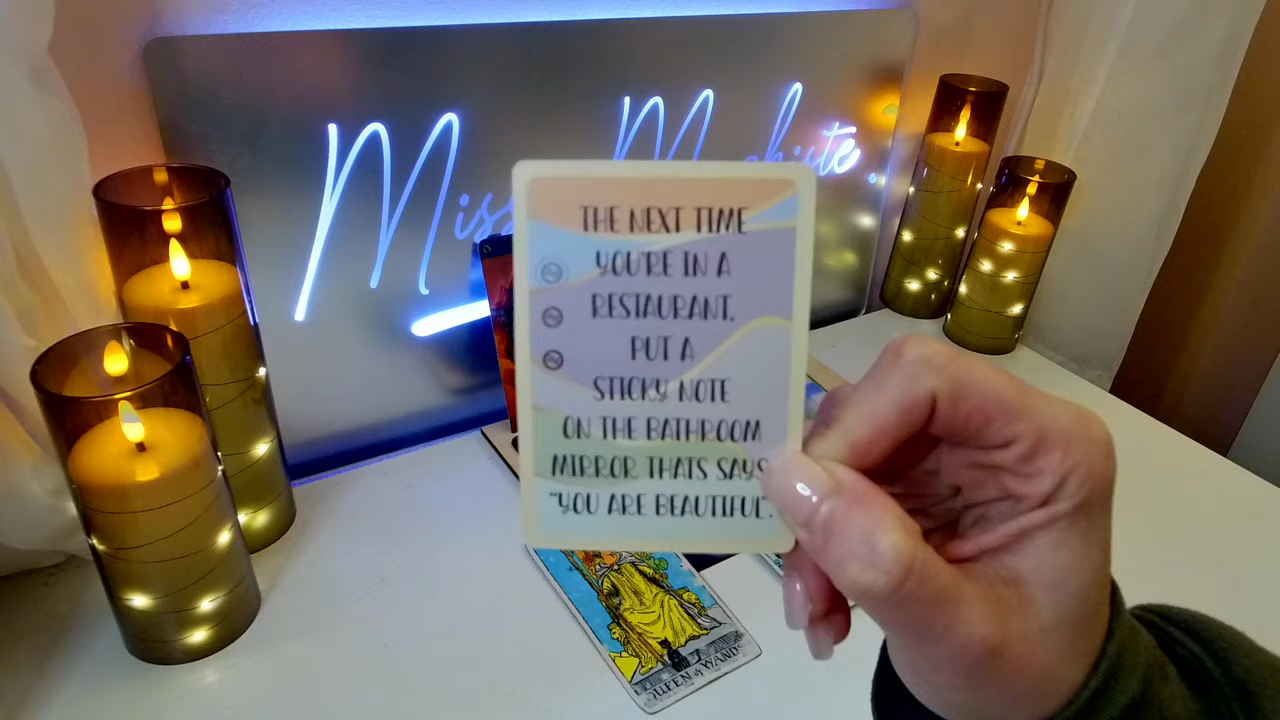 Miss
THE NEXT TIME
YOU'RE IN A
RESTAURANT,
PUT A
STICKY NOTE
ON THE BATHROOM
MIRROR THATS SAYS
"YOU ARE BEAUTIFUL".
QUEEN of WANDS